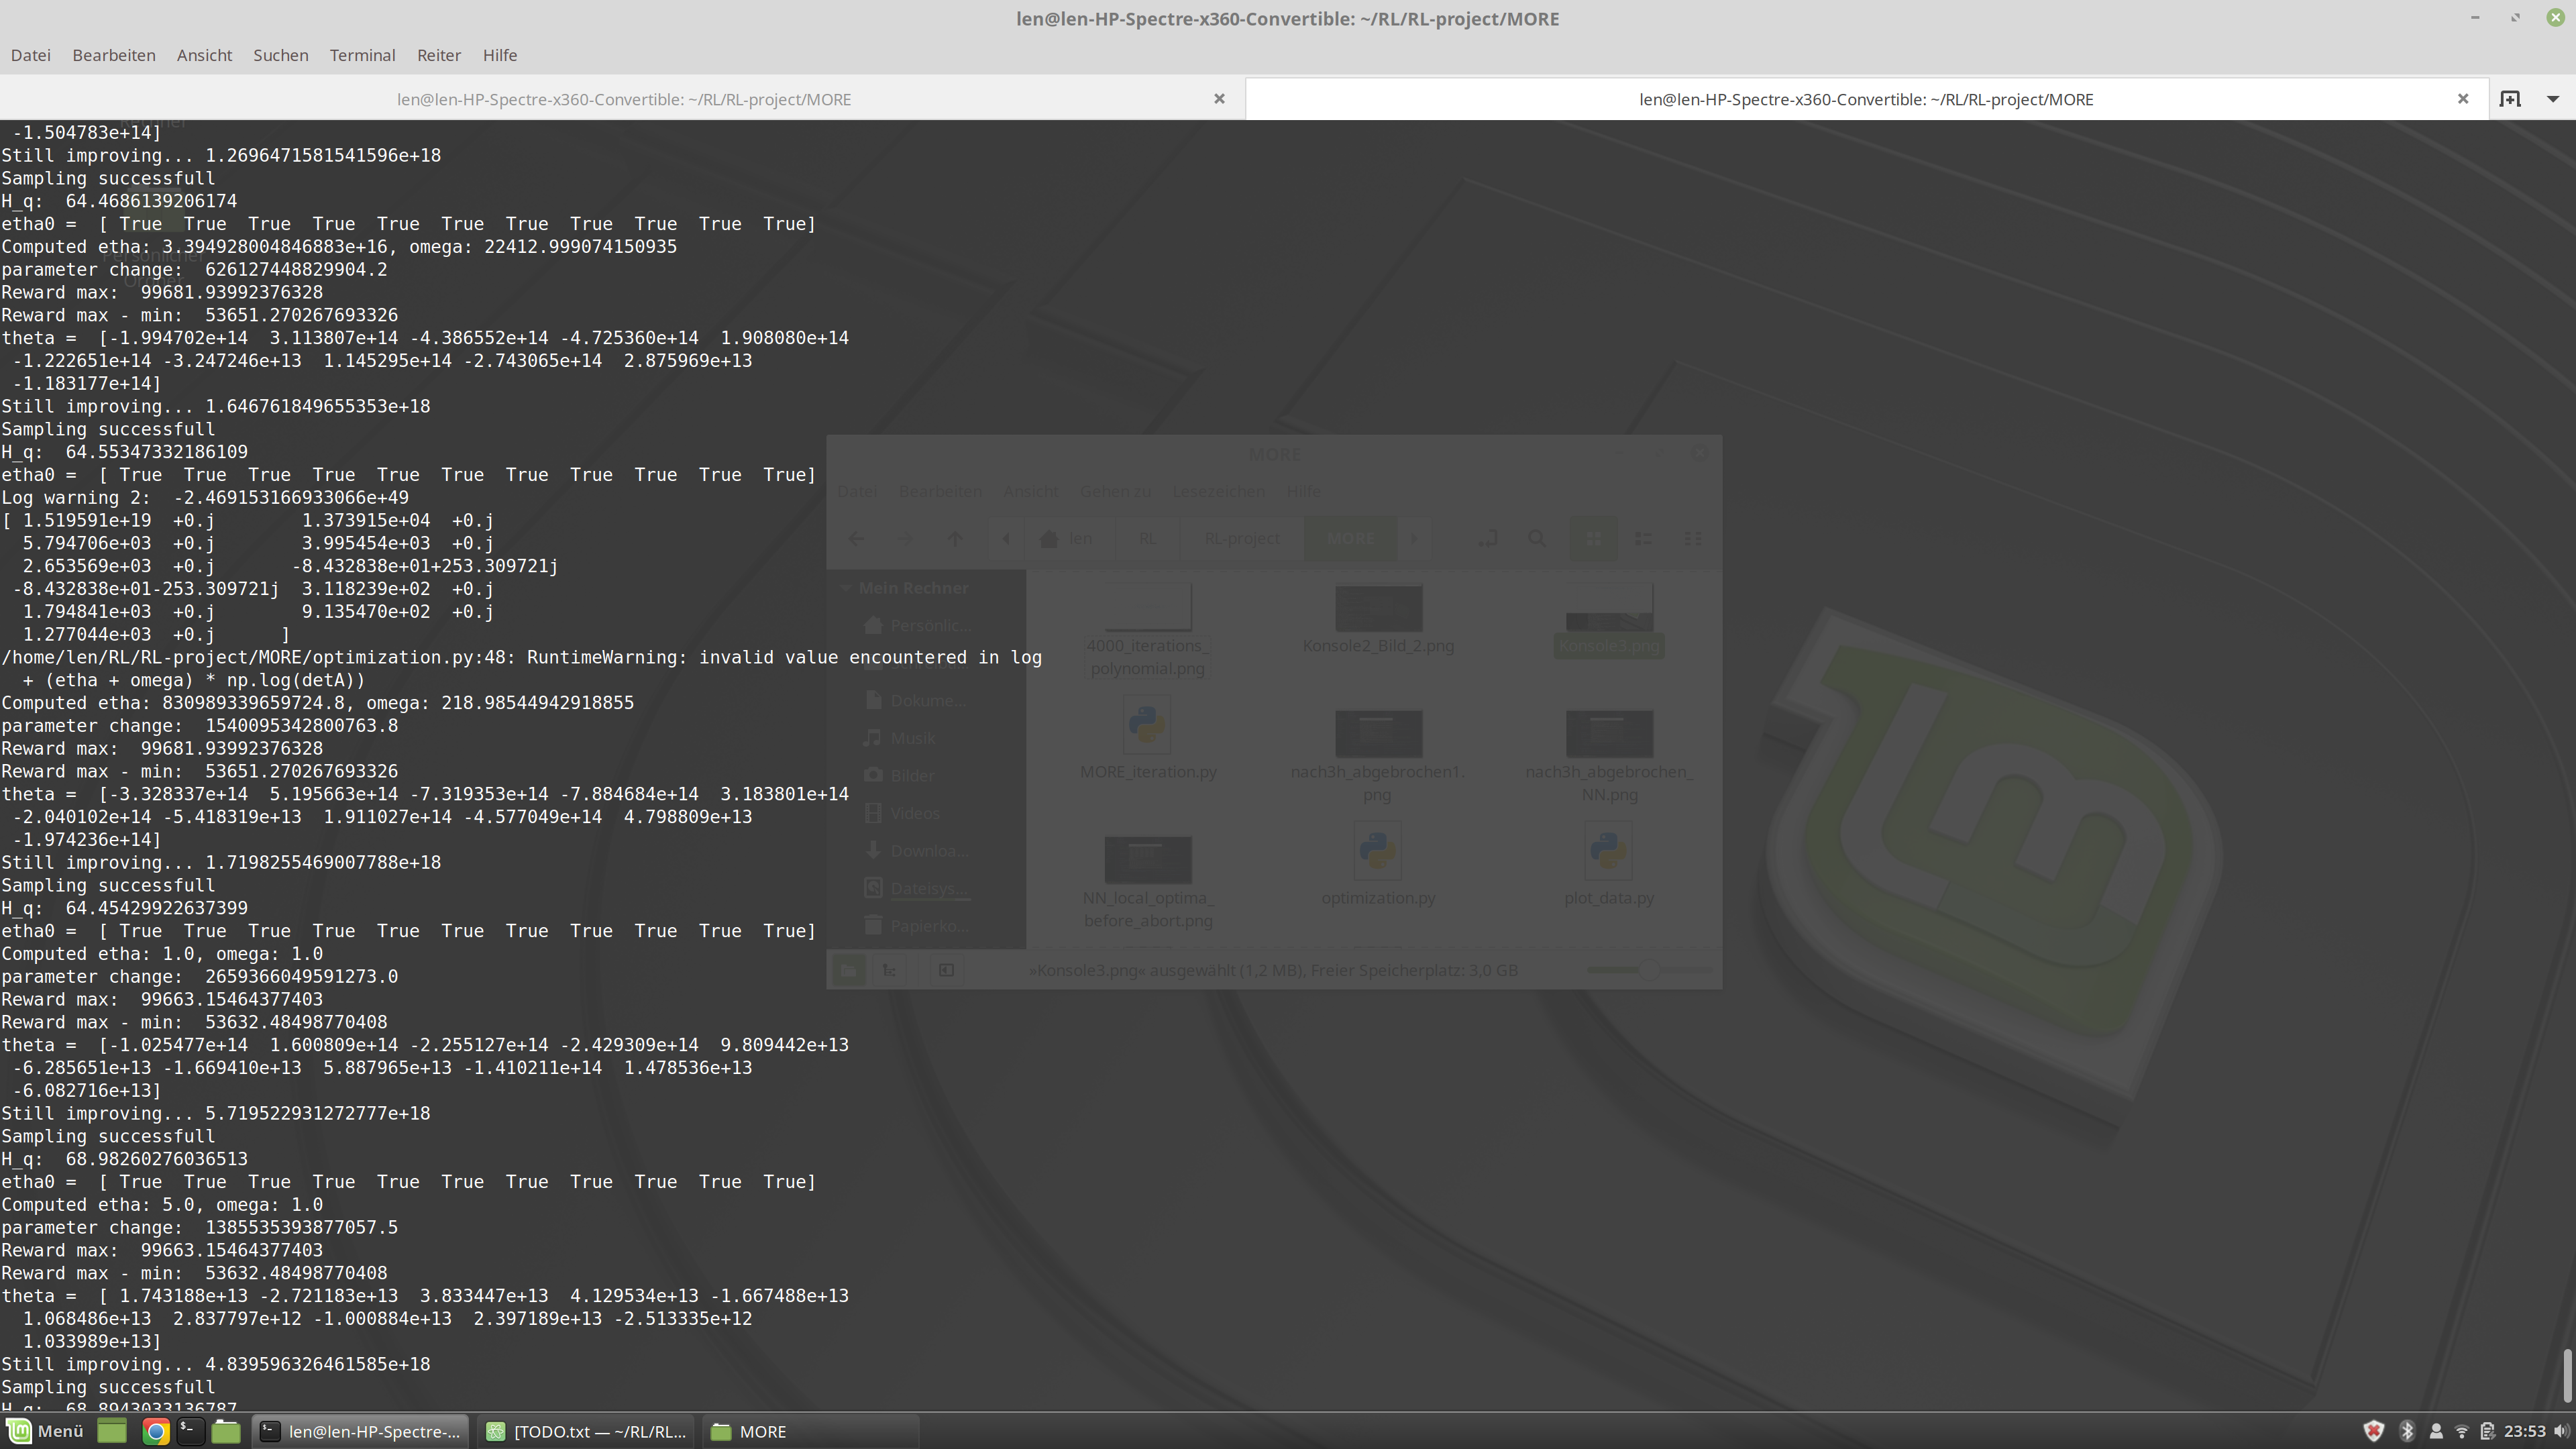 len@len-HP-Spectre-x360-Convertible: ~/RL/RL-project/MORE
Datei Bearbeiten Ansicht Suchen Terminal Reiter Hilfe
len@len-HP-Spectre-x360-Convertible: ~/RL/RL-project/MORE
len@len-HP-Spectre-x360-Convertible: ~/RL/RL-project/MORE
-1.504783e+14]
Still improving... 1.2696471581541596e+18
Sampling successfull
H_q:  64.4686139206174
etha0 =  [ True  True  True  True  True  True  True  True  True  True  True]
Computed etha: 3.394928004846883e+16, omega: 22412.999074150935
parameter change:  626127448829904.2
Reward max:  99681.93992376328
Reward max - min:  53651.270267693326
theta =  [-1.994702e+14  3.113807e+14 -4.386552e+14 -4.725360e+14  1.908080e+14
-1.222651e+14 -3.247246e+13  1.145295e+14 -2.743065e+14  2.875969e+13
-1.183177e+14]
Still improving... 1.646761849655353e+18
Sampling successfull
H_q:  64.55347332186109
etha0 =  [ True  True  True  True  True  True  True  True  True  True  True]
Log warning 2:  -2.469153166933066e+49
[ 1.519591e+19  +0.j        1.373915e+04  +0.j
5.794706e+03  +0.j        3.995454e+03  +0.j
2.653569e+03  +0.j       -8.432838e+01+253.309721j
-8.432838e+01-253.309721j  3.118239e+02  +0.j
1.794841e+03  +0.j        9.135470e+02  +0.j
1.277044e+03  +0.j      ]
/home/len/RL/RL-project/MORE/optimization.py:48: RuntimeWarning: invalid value encountered in log
+ (etha + omega) * np.log(detA))
Computed etha: 830989339659724.8, omega: 218.98544942918855
parameter change:  1540095342800763.8
Reward max:  99681.93992376328
Reward max - min:  53651.270267693326
theta =  [-3.328337e+14  5.195663e+14 -7.319353e+14 -7.884684e+14  3.183801e+14
-2.040102e+14 -5.418319e+13  1.911027e+14 -4.577049e+14  4.798809e+13
-1.974236e+14]
Still improving... 1.7198255469007788e+18
Sampling successfull
H_q:  64.45429922637399
etha0 =  [ True  True  True  True  True  True  True  True  True  True  True]
Computed etha: 1.0, omega: 1.0
parameter change:  2659366049591273.0
Reward max:  99663.15464377403
Reward max - min:  53632.48498770408
theta =  [-1.025477e+14  1.600809e+14 -2.255127e+14 -2.429309e+14  9.809442e+13
-6.285651e+13 -1.669410e+13  5.887965e+13 -1.410211e+14  1.478536e+13
-6.082716e+13]
Still improving... 5.719522931272777e+18
Sampling successfull
H_q:  68.98260276036513
etha0 =  [ True  True  True  True  True  True  True  True  True  True  True]
Computed etha: 5.0, omega: 1.0
parameter change:  1385535393877057.5
Reward max:  99663.15464377403
Reward max - min:  53632.48498770408
theta =  [ 1.743188e+13 -2.721183e+13  3.833447e+13  4.129534e+13 -1.667488e+13
1.068486e+13  2.837797e+12 -1.000884e+13  2.397189e+13 -2.513335e+12
1.033989e+13]
Still improving... 4.839596326461585e+18
Sampling successfull
H_q:  68.8943033136787
Rechner
Persönlicher
Ordner
MORE
Datei Bearbeiten Ansicht Gehen zu Lesezeichen Hilfe
len RL RL-project MORE
Mein Rechner
Persönlic...
Dokume...
Musik
Bilder
Videos
Downloa...
Dateisys...
Papierko...
4000_iterations_
polynomial.png
Konsole2_Bild_2.png
Konsole3.png
MORE_iteration.py
nach3h_abgebrochen1.
png
nach3h_abgebrochen_
NN.png
NN_local_optima_
before_abort.png
optimization.py
plot_data.py
»Konsole3.png« ausgewählt (1,2 MB), Freier Speicherplatz: 3,0 GB
Menü
len@len-HP-Spectre-...
[TODO.txt — ~/RL/RL...
MORE
23:53